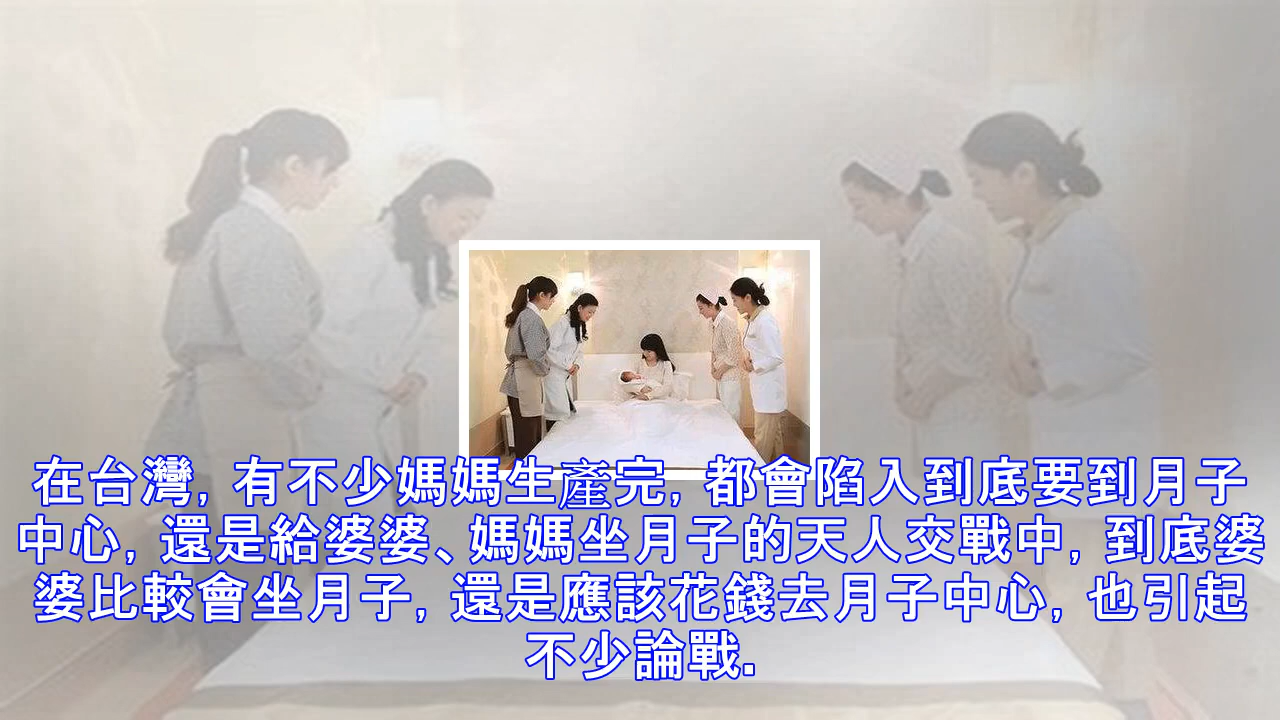 在台灣, 有不少媽媽生產完, 都會陷入到底要到月子
中心, 還是給婆婆、媽媽坐月子的天人交戰中, 到底婆
婆比較會坐月子, 還是應該花錢去月子中心, 也引起
不少論戰.